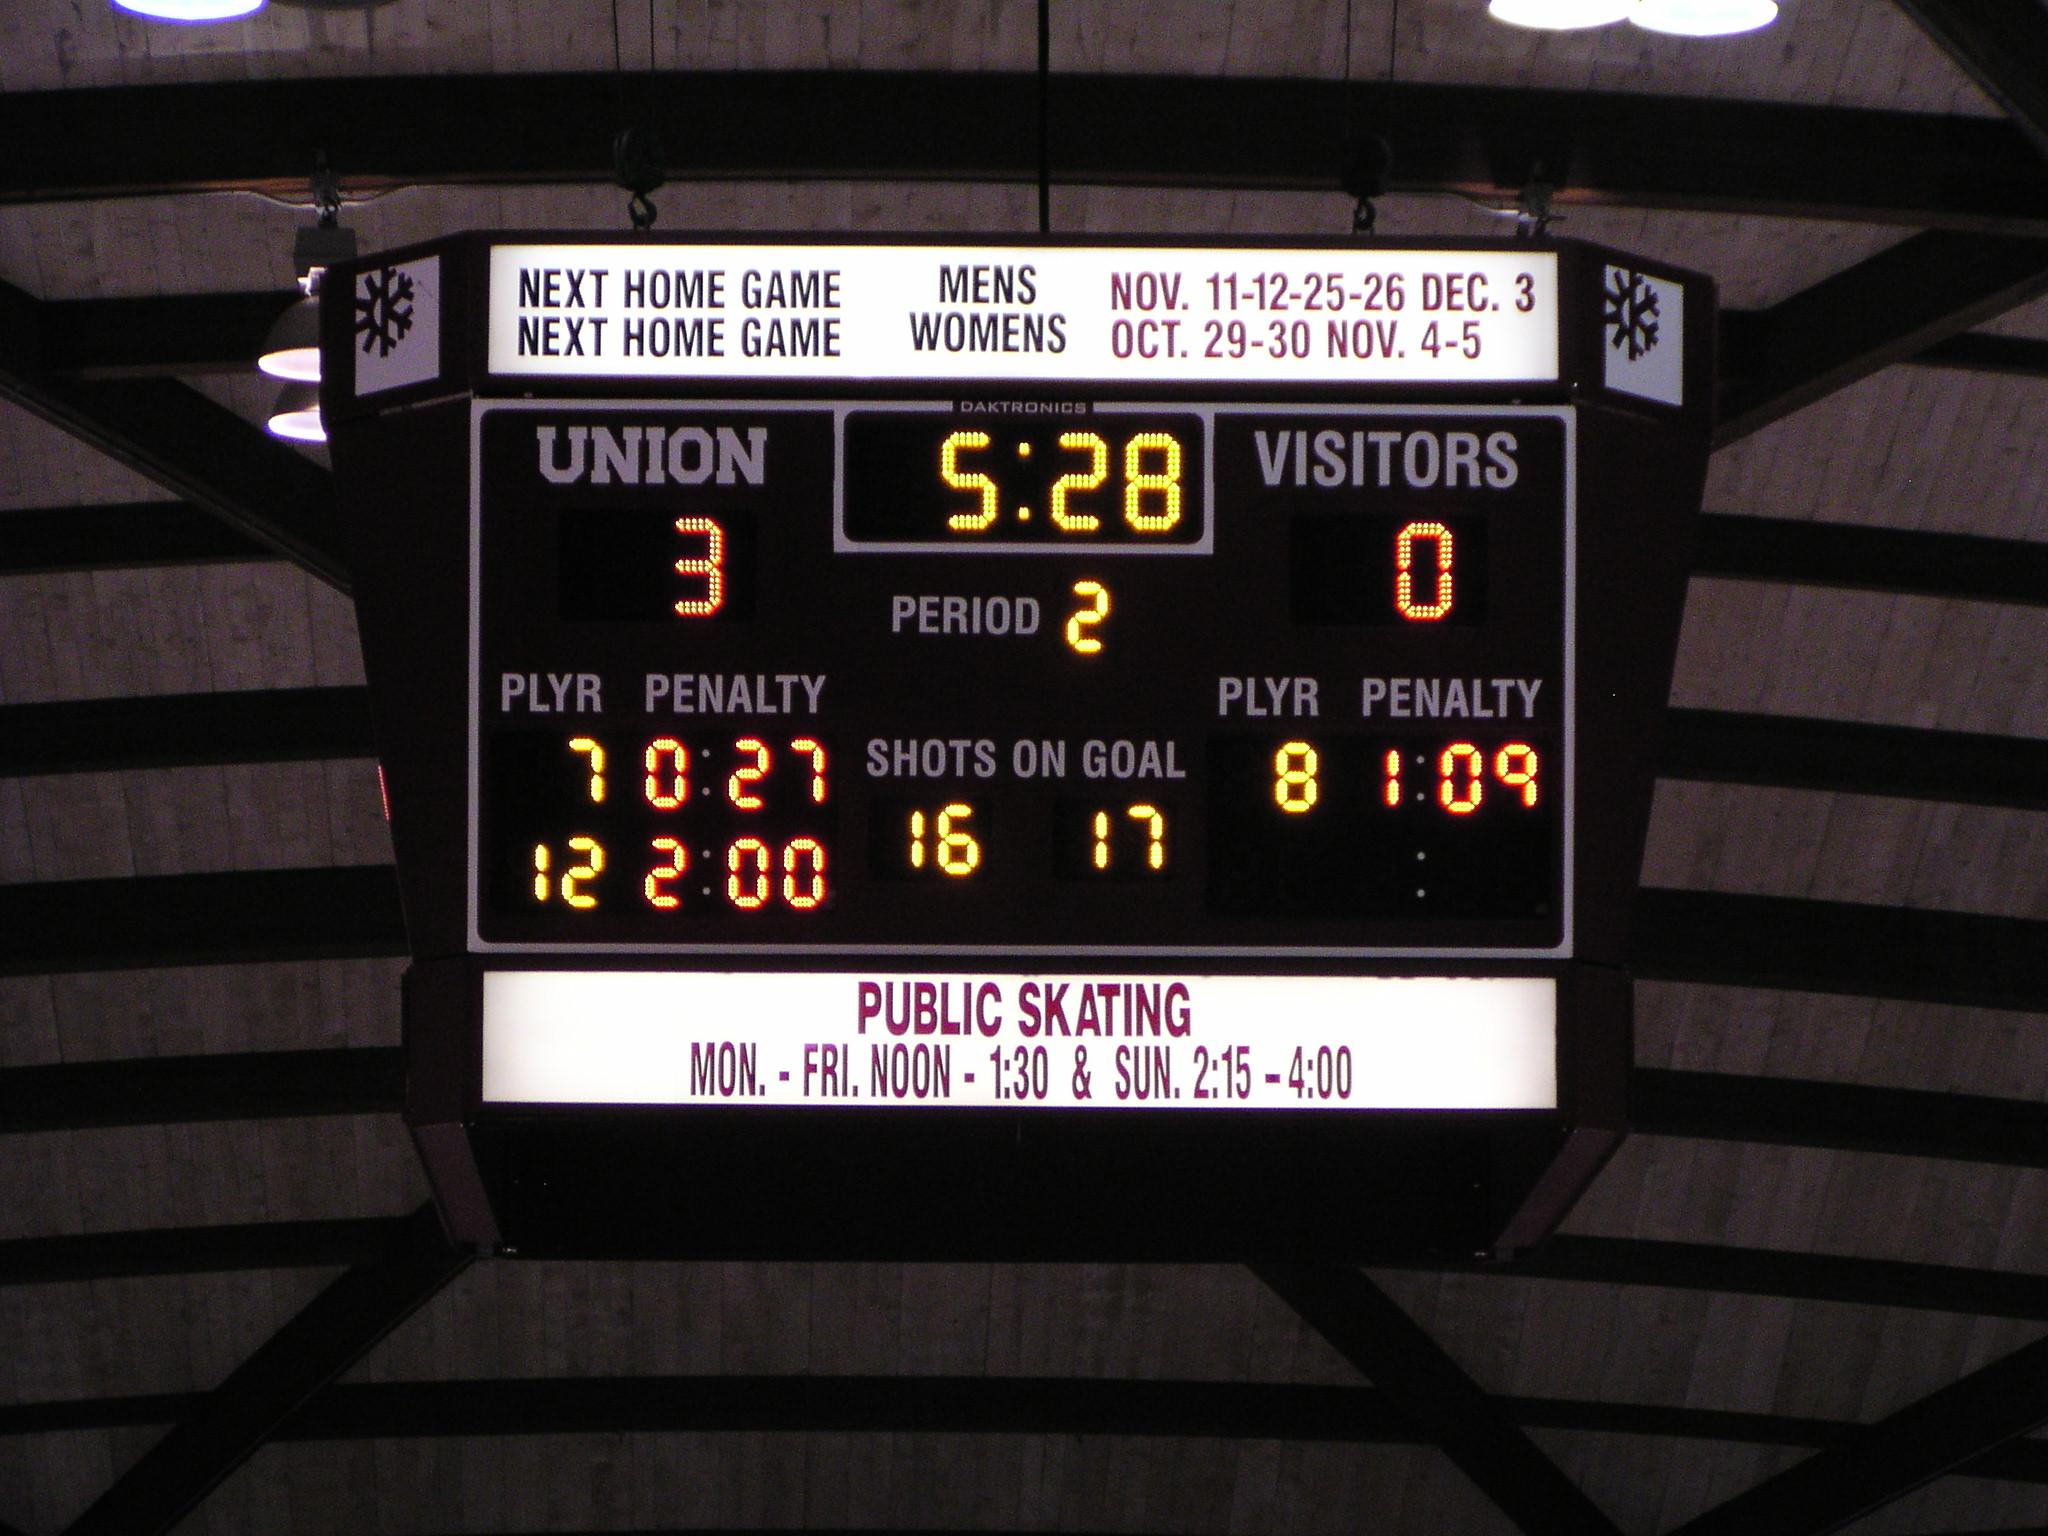 NEXT HOME GAME MENS NOV. 11-12-25-26 DEC. 3
NEXT HOME GAME WOMENS OCT. 29-30 NOV. 4-5
DAKTRONICS
UNION 5:28 VISITORS
3 0
PERIOD 2
PLYR PENALTY PLYR PENALTY
SHOTS ON GOAL
7 0:27 8 1:09
16 17
12 2:00 :
PUBLIC SKATING
MON. - FRI. NOON - 1:30 & SUN. 2:15 - 4:00